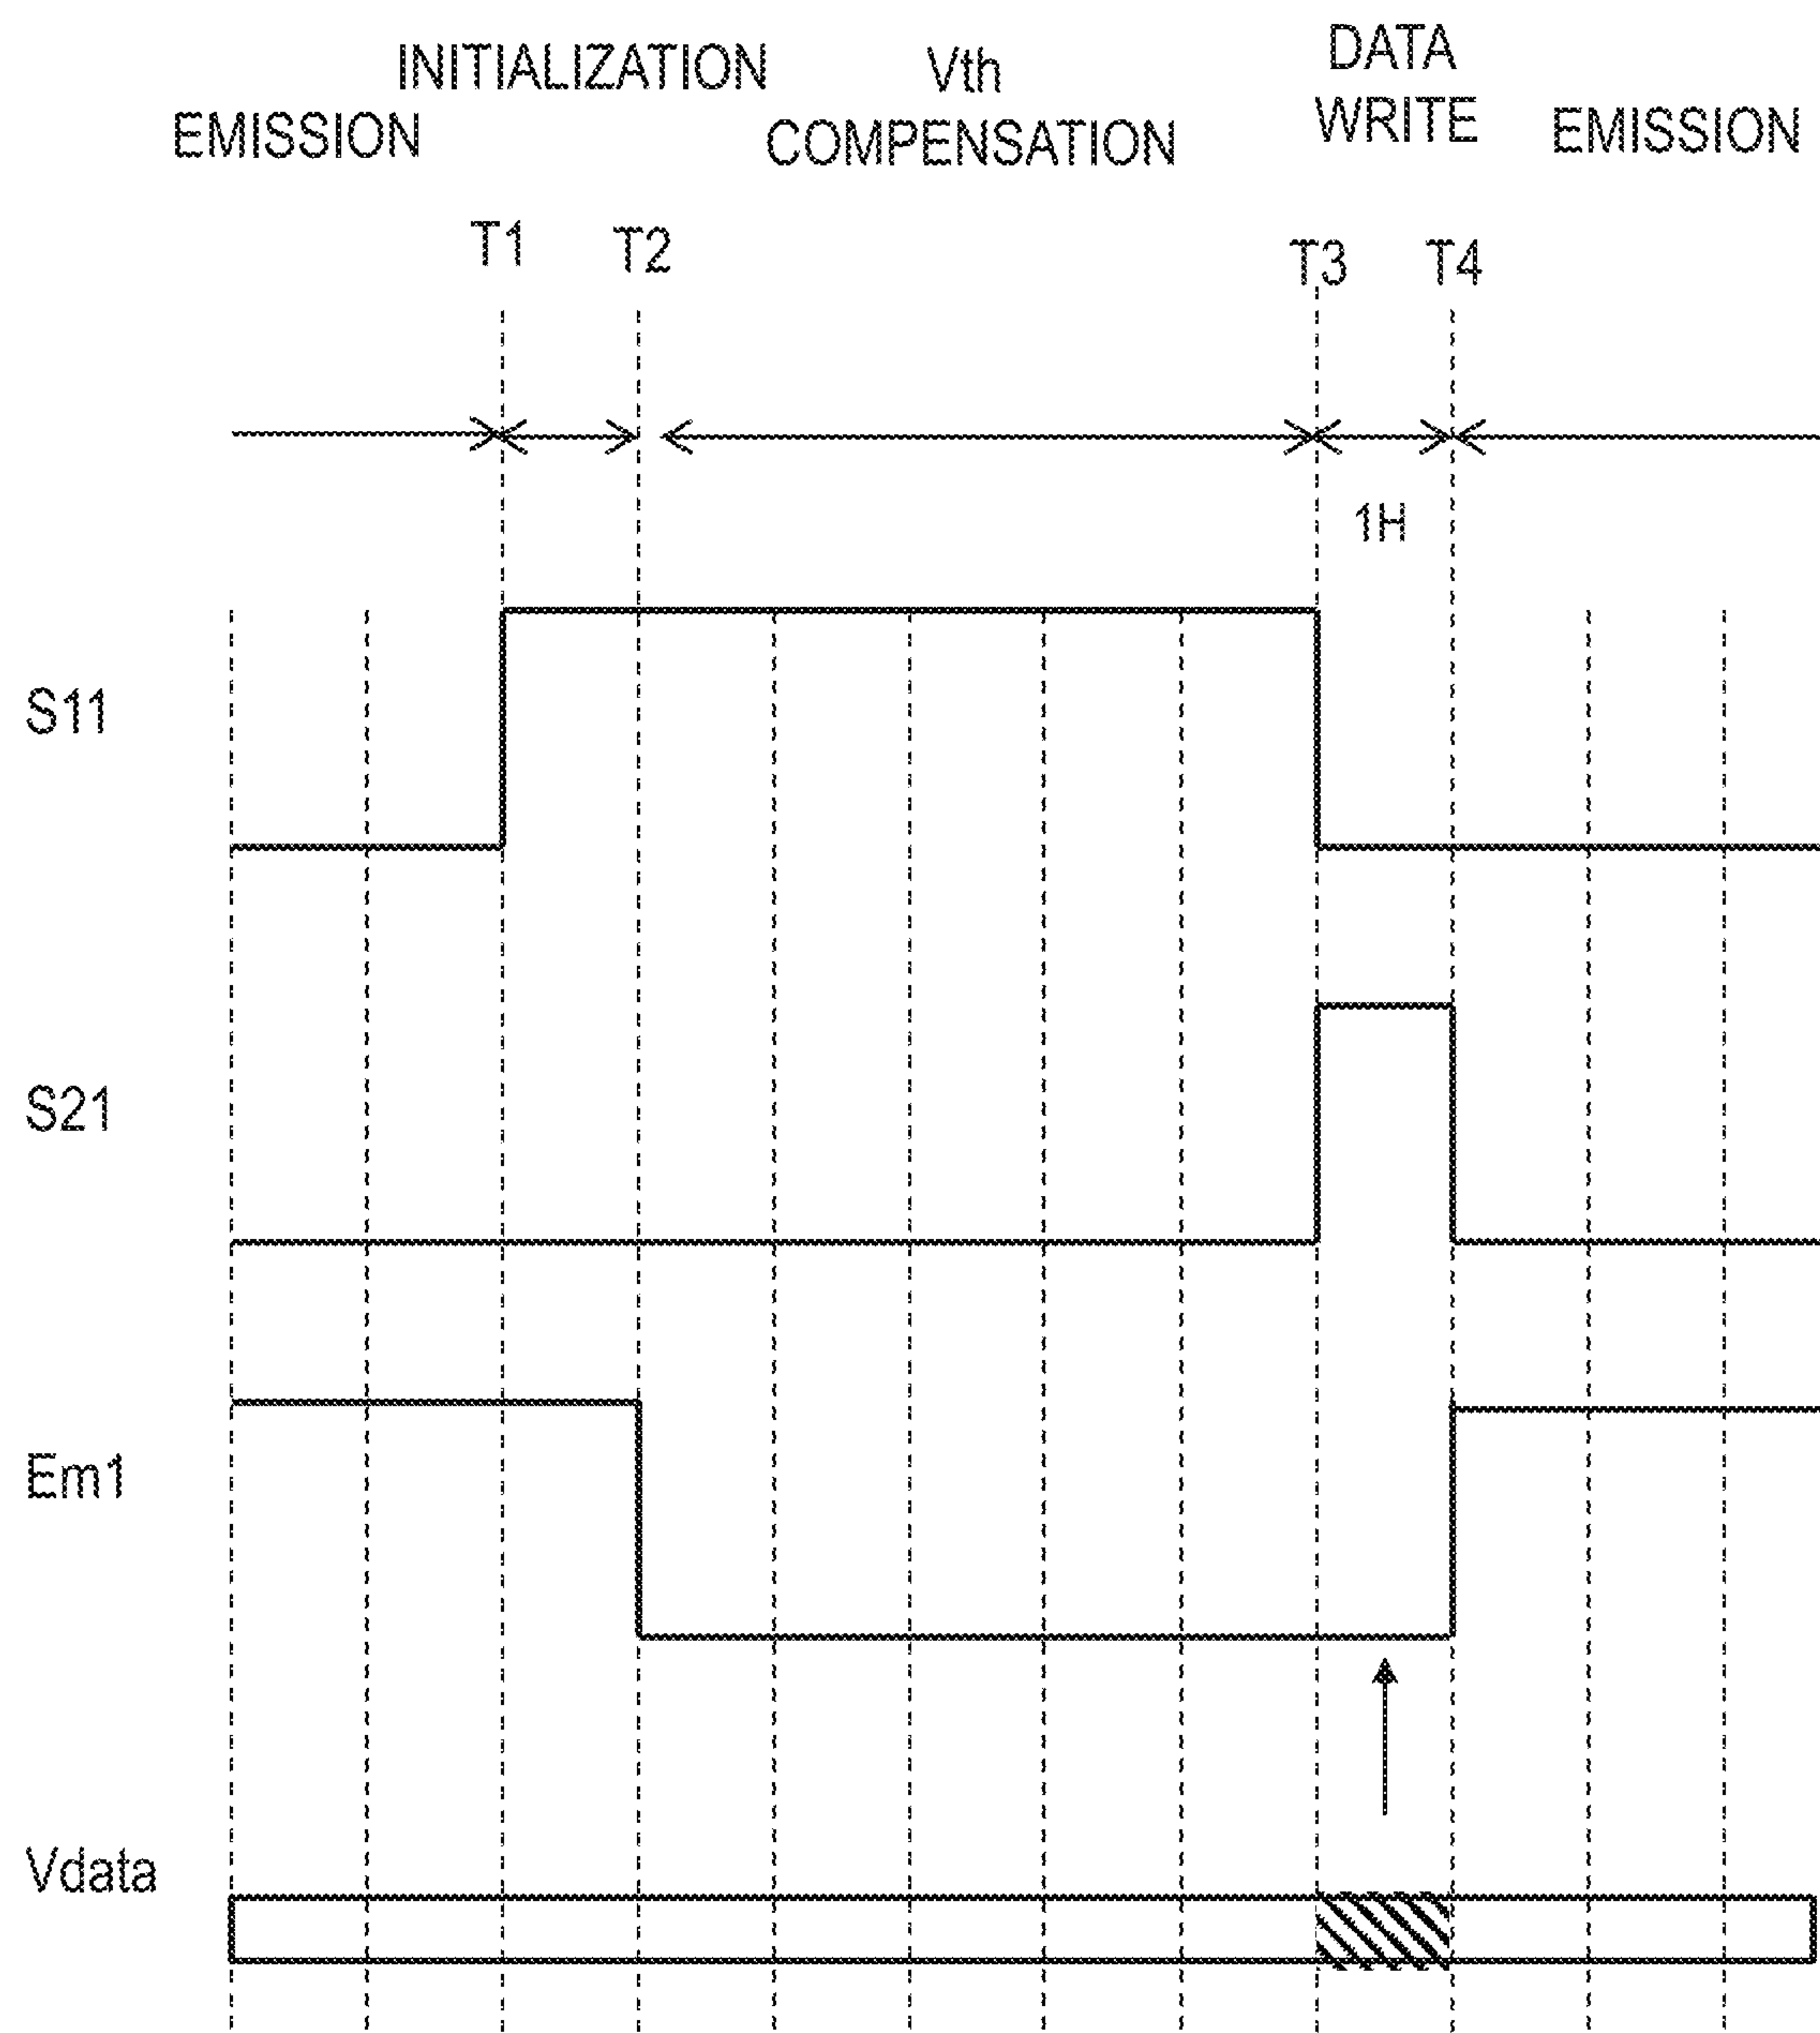 EMISSION
INITIALIZATION
Vth
COMPENSATION
DATA
WRITE
EMISSION
T1
T2
T3
T4
1H
S11
S21
Em1
Vdata